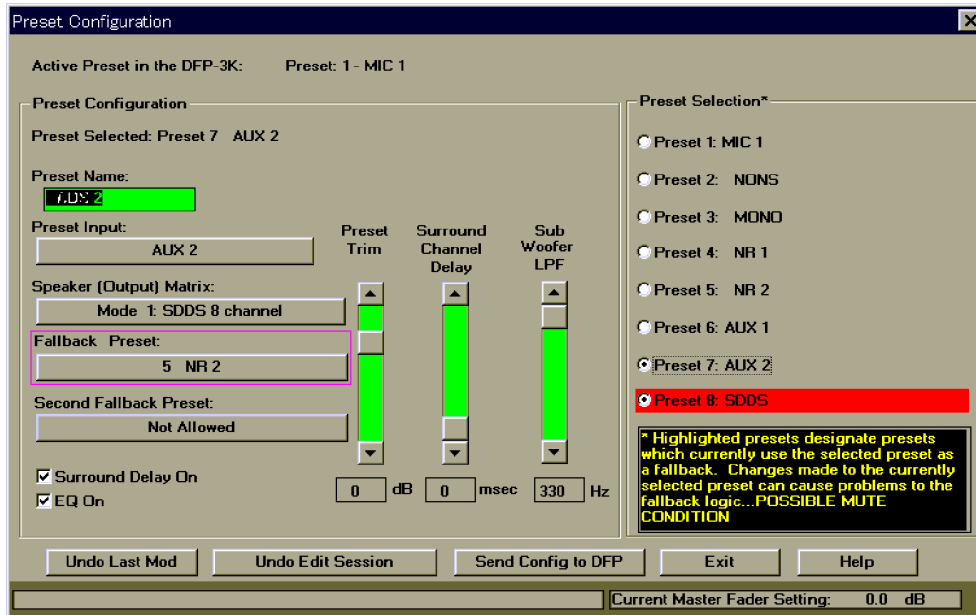 Preset Configuration
Active Preset in the DFP-3K: Preset: 1 - MIC 1
Preset Configuration
Preset Selected: Preset 7 AUX 2
Preset Name:
2
Preset Input:
AUX 2
Speaker (Output) Matrix:
Mode 1: SDDS 8 channel
Fallback Preset:
5 NR 2
Second Fallback Preset:
Not Allowed
Surround Delay On
EQ On
Preset
Trim
Surround
Channel
Delay
Sub
Woofer
LPF
0 dB 0 msec 330 Hz
Preset Selection*
Preset 1: MIC 1
Preset 2: NONS
Preset 3: MONO
Preset 4: NR 1
Preset 5: NR 2
Preset 6: AUX 1
Preset 7: AUX 2
Preset 8: SDDS
* Highlighted presets designate presets
which currently use the selected preset as
a fallback. Changes made to the currently
selected preset can cause problems to the
fallback logic...POSSIBLE MUTE
CONDITION
Undo Last Mod Undo Edit Session Send Config to DFP Exit Help
Current Master Fader Setting: 0.0 dB